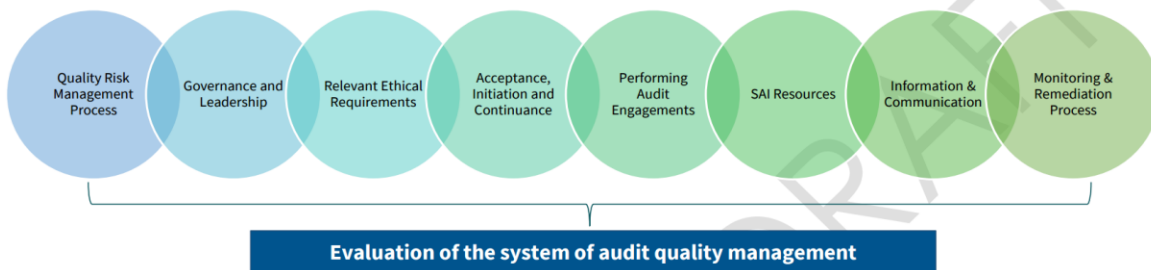 Quality Risk
Management
Process
Governance and
Leadership
Relevant Ethical
Requirements
Acceptance,
Initiation and
Continuance
Performing
Audit
Engagements
SAI Resources
Information &
Communication
Monitoring &
Remediation
Process
Evaluation of the system of audit quality management
DRAFT